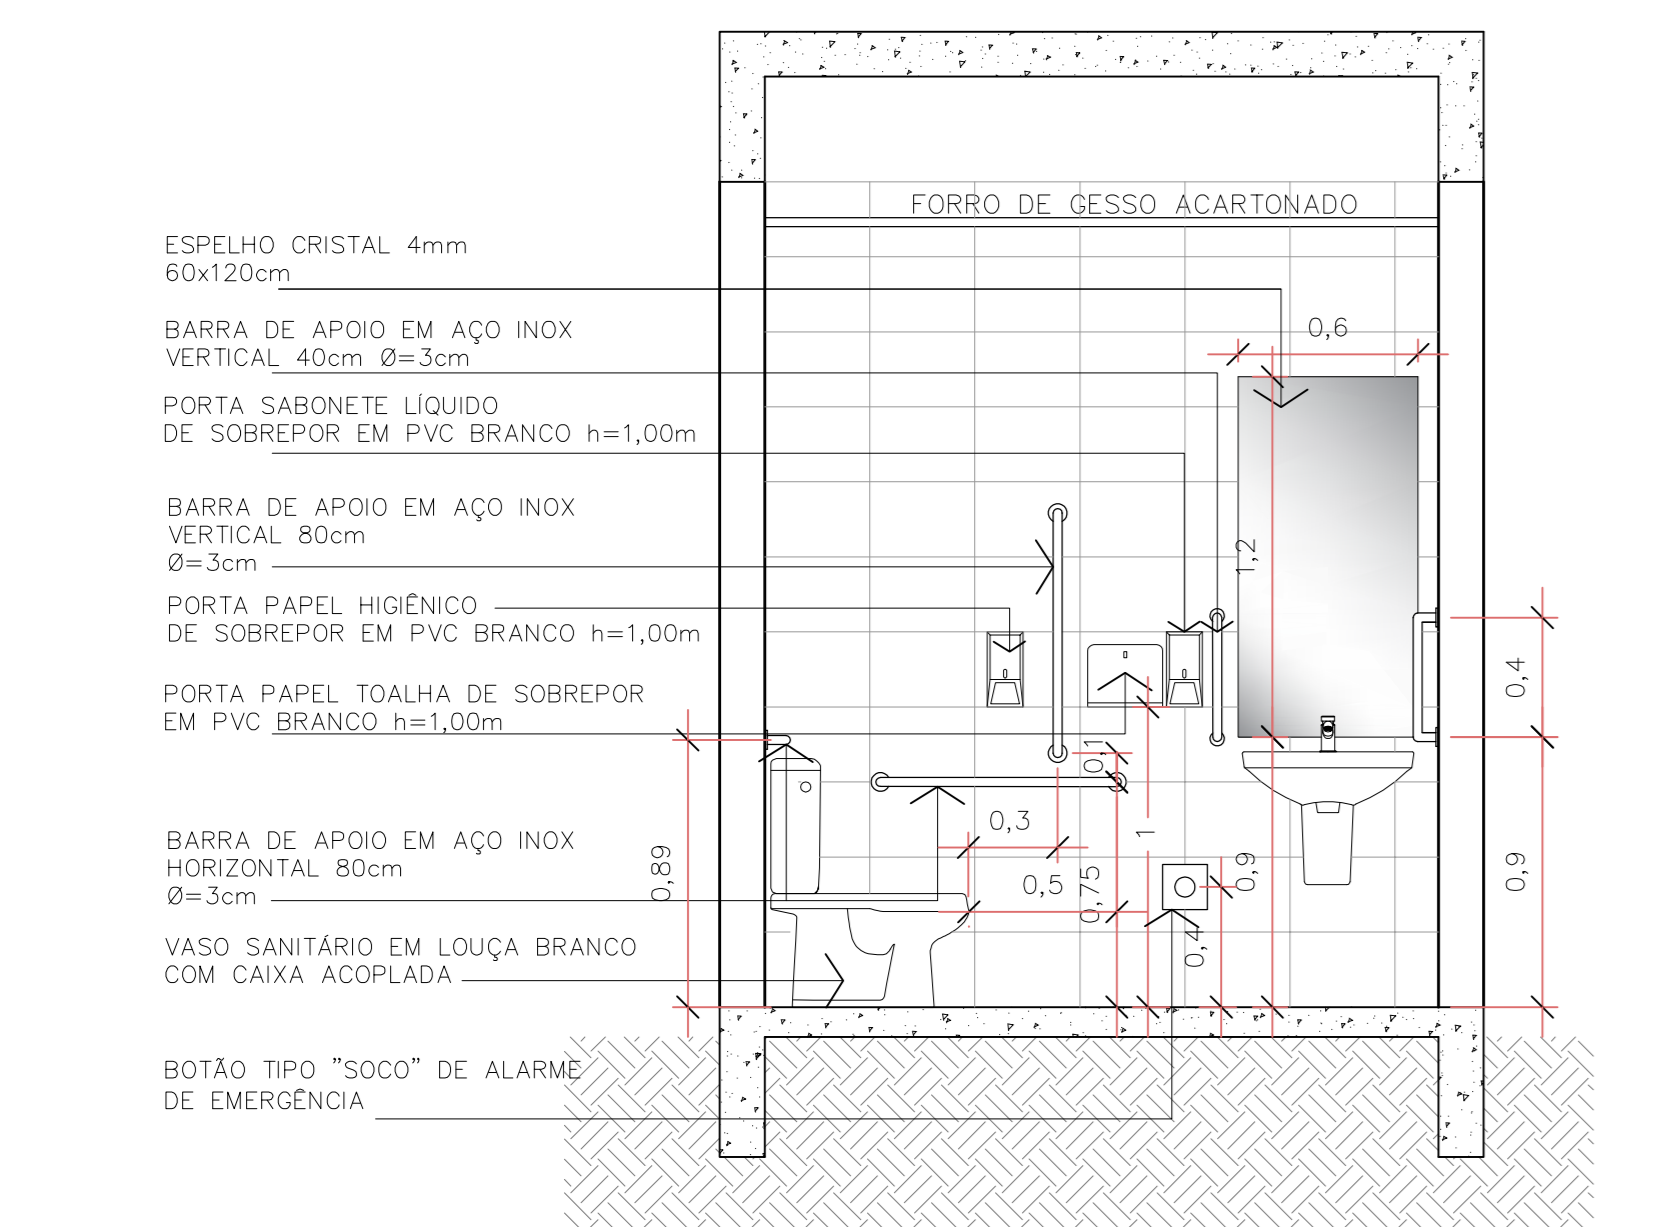 FORRO DE GESSO ACARTONADO
ESPELHO CRISTAL 4mm
60x120cm
0,6
BARRA DE APOIO EM AÇO INOX
VERTICAL 40cm Ø=3cm
PORTA SABONETE LÍQUIDO
DE SOBREPOR EM PVC BRANCO h=1,00m
BARRA DE APOIO EM AÇO INOX
VERTICAL 80cm
Ø=3cm
1,2
PORTA PAPEL HIGIÊNICO
DE SOBREPOR EM PVC BRANCO h=1,00m
0,4
PORTA PAPEL TOALHA DE SOBREPOR
EM PVC BRANCO h=1,00m
0,1
0,3
1
BARRA DE APOIO EM AÇO INOX
HORIZONTAL 80cm
Ø=3cm
0,89
0,5
0,75
0,9
0,9
0,4
VASO SANITÁRIO EM LOUÇA BRANCO
COM CAIXA ACOPLADA
BOTÃO TIPO "SOCO" DE ALARME
DE EMERGÊNCIA